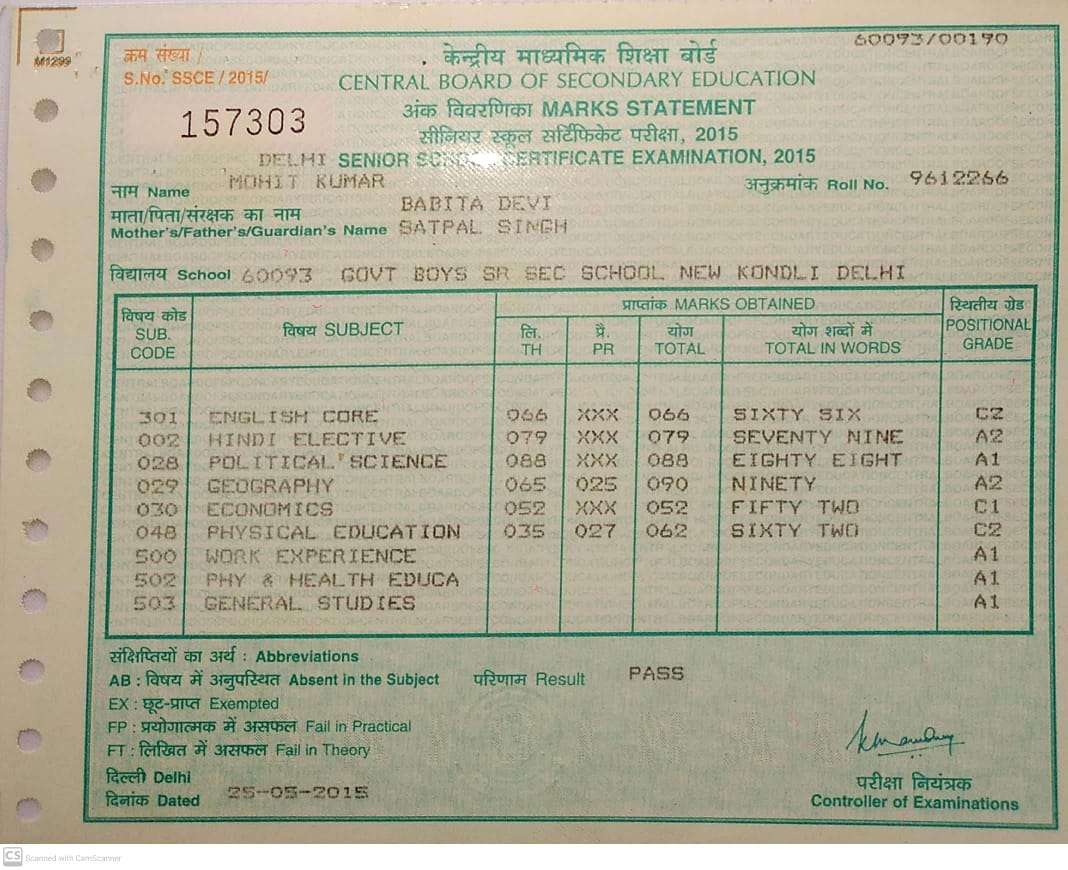 M1299
60093/00190
क्रम संख्या /
S.No. SSCE / 2015/
157303
केन्द्रीय माध्यमिक शिक्षा बोर्ड
CENTRAL BOARD OF SECONDARY EDUCATION
अंक विवरणिका MARKS STATEMENT
सीनियर स्कूल सर्टिफिकेट परीक्षा, 2015
DELHI SENIOR SCHOOL CERTIFICATE EXAMINATION, 2015
नाम Name MOHIT KUMAR अनुक्रमांक Roll No. 9612266
माता/पिता/संरक्षक का नाम BABITA DEVI
Mother's/Father's/Guardian's Name SATPAL SINGH
विद्यालय School 60093 GOVT BOYS SR SEC SCHOOL NEW KONDLI DELHI
विषय कोड SUB. CODE विषय SUBJECT प्राप्तांक MARKS OBTAINED स्थितीय ग्रेड POSITIONAL GRADE
लि. TH प्रै. PR योग TOTAL योग शब्दों में TOTAL IN WORDS
301 ENGLISH CORE 066 XXX 066 SIXTY SIX C2
002 HINDI ELECTIVE 079 XXX 079 SEVENTY NINE A2
028 POLITICAL SCIENCE 088 XXX 088 EIGHTY EIGHT A1
029 GEOGRAPHY 065 025 090 NINETY A2
030 ECONOMICS 052 XXX 052 FIFTY TWO C1
048 PHYSICAL EDUCATION 035 027 062 SIXTY TWO C2
500 WORK EXPERIENCE A1
502 PHY & HEALTH EDUCA A1
503 GENERAL STUDIES A1
संक्षिप्तियों का अर्थ : Abbreviations
AB : विषय में अनुपस्थित Absent in the Subject परिणाम Result PASS
EX : छूट-प्राप्त Exempted
FP : प्रयोगात्मक में असफल Fail in Practical
FT : लिखित में असफल Fail in Theory
दिल्ली Delhi
दिनांक Dated 25-05-2015
परीक्षा नियंत्रक
Controller of Examinations
CS Scanned with CamScanner